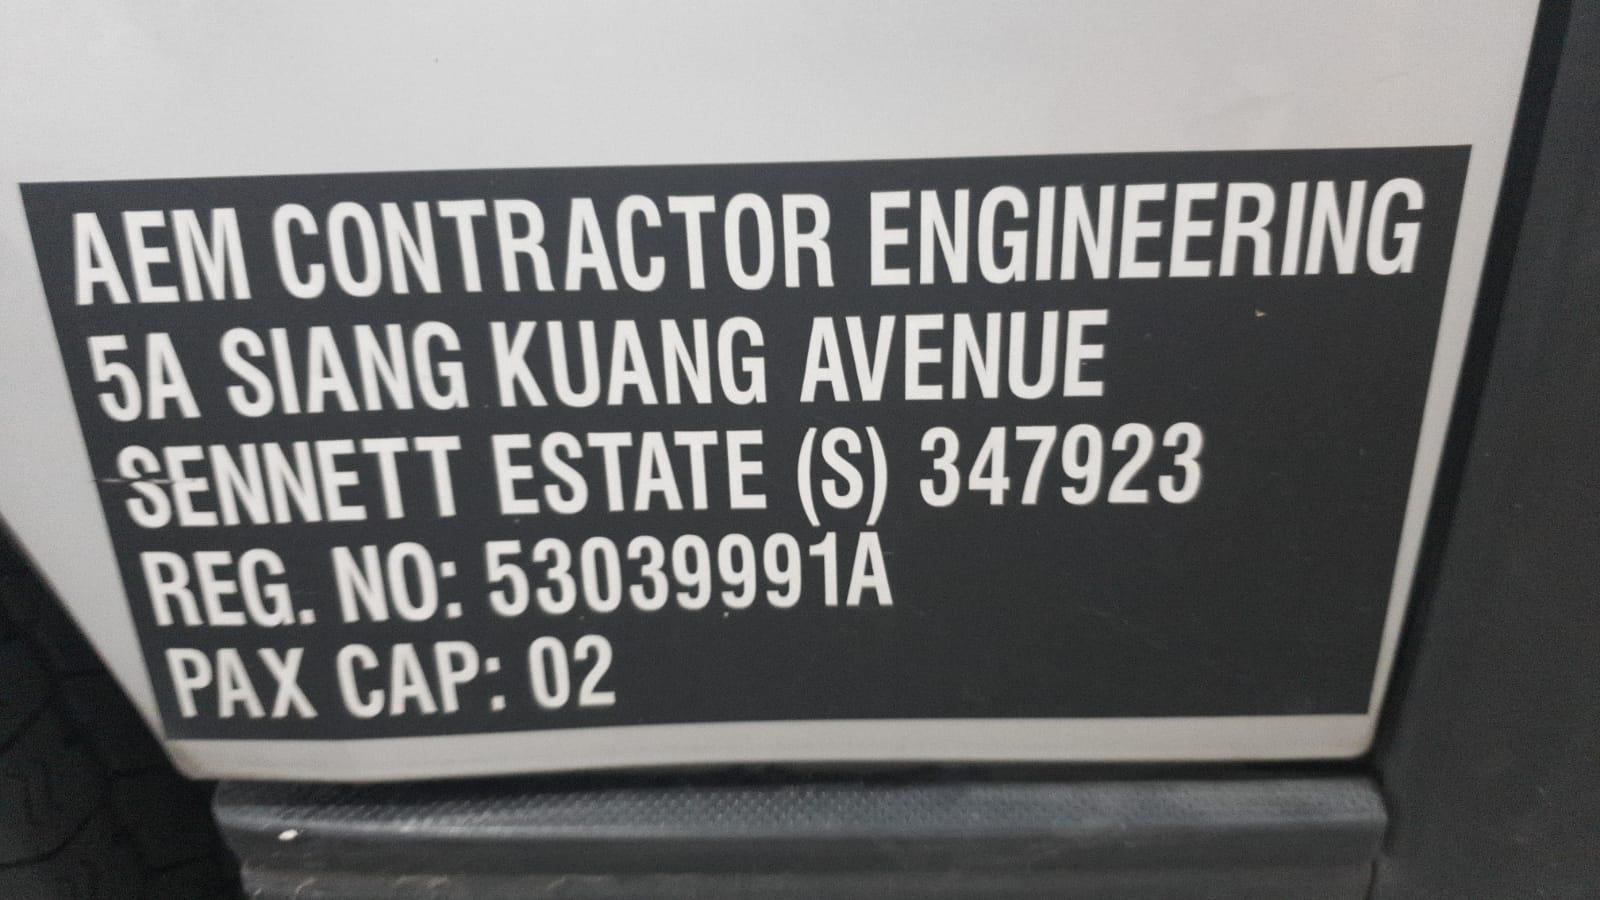 AEM CONTRACTOR ENGINEERING
5A SIANG KUANG AVENUE
SENNETT ESTATE (S) 347923
REG. NO: 53039991A
PAX CAP: 02